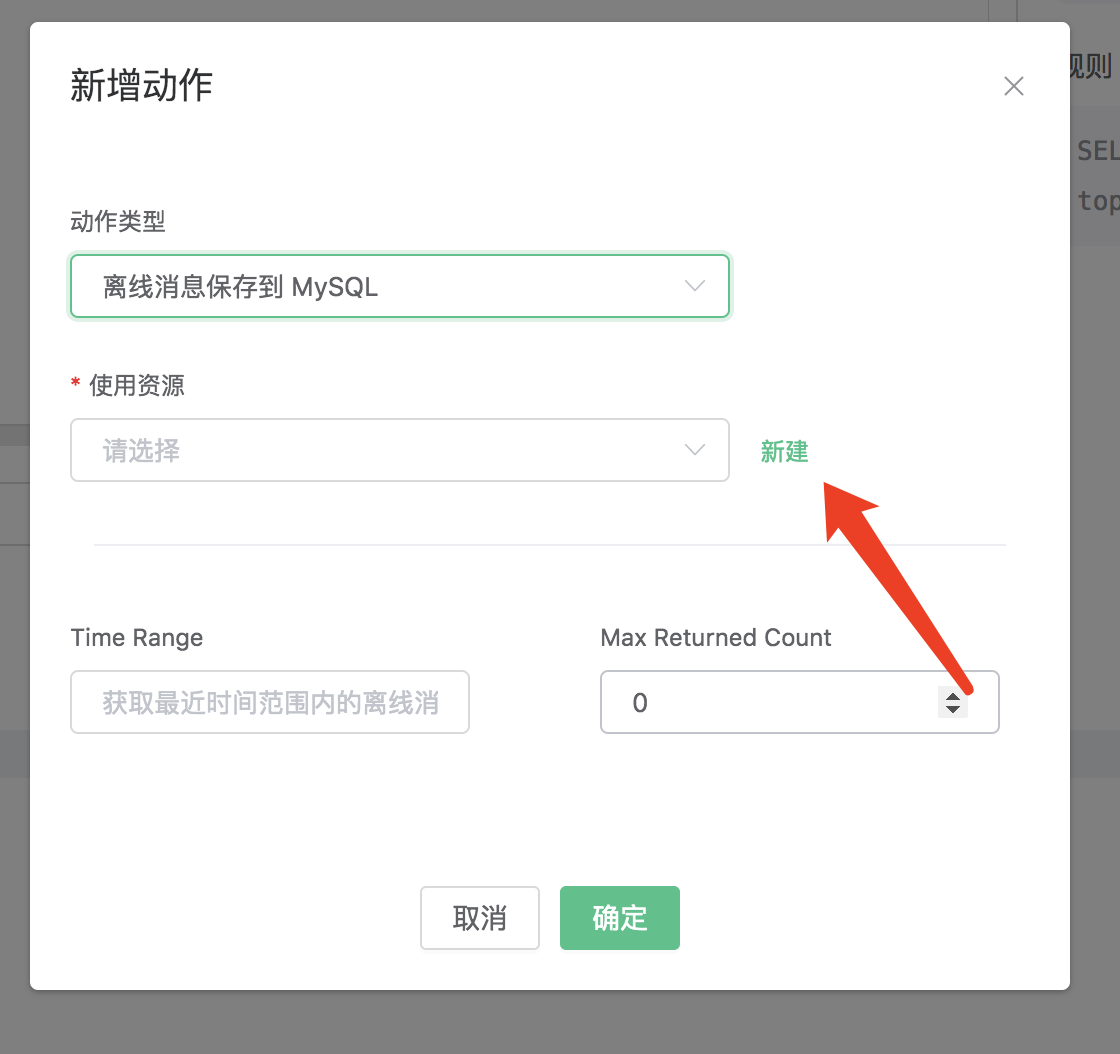 新增动作
规则
SEL
top
动作类型
离线消息保存到 MySQL
* 使用资源
请选择
新建
Time Range
Max Returned Count
获取最近时间范围内的离线消
0
取消
确定